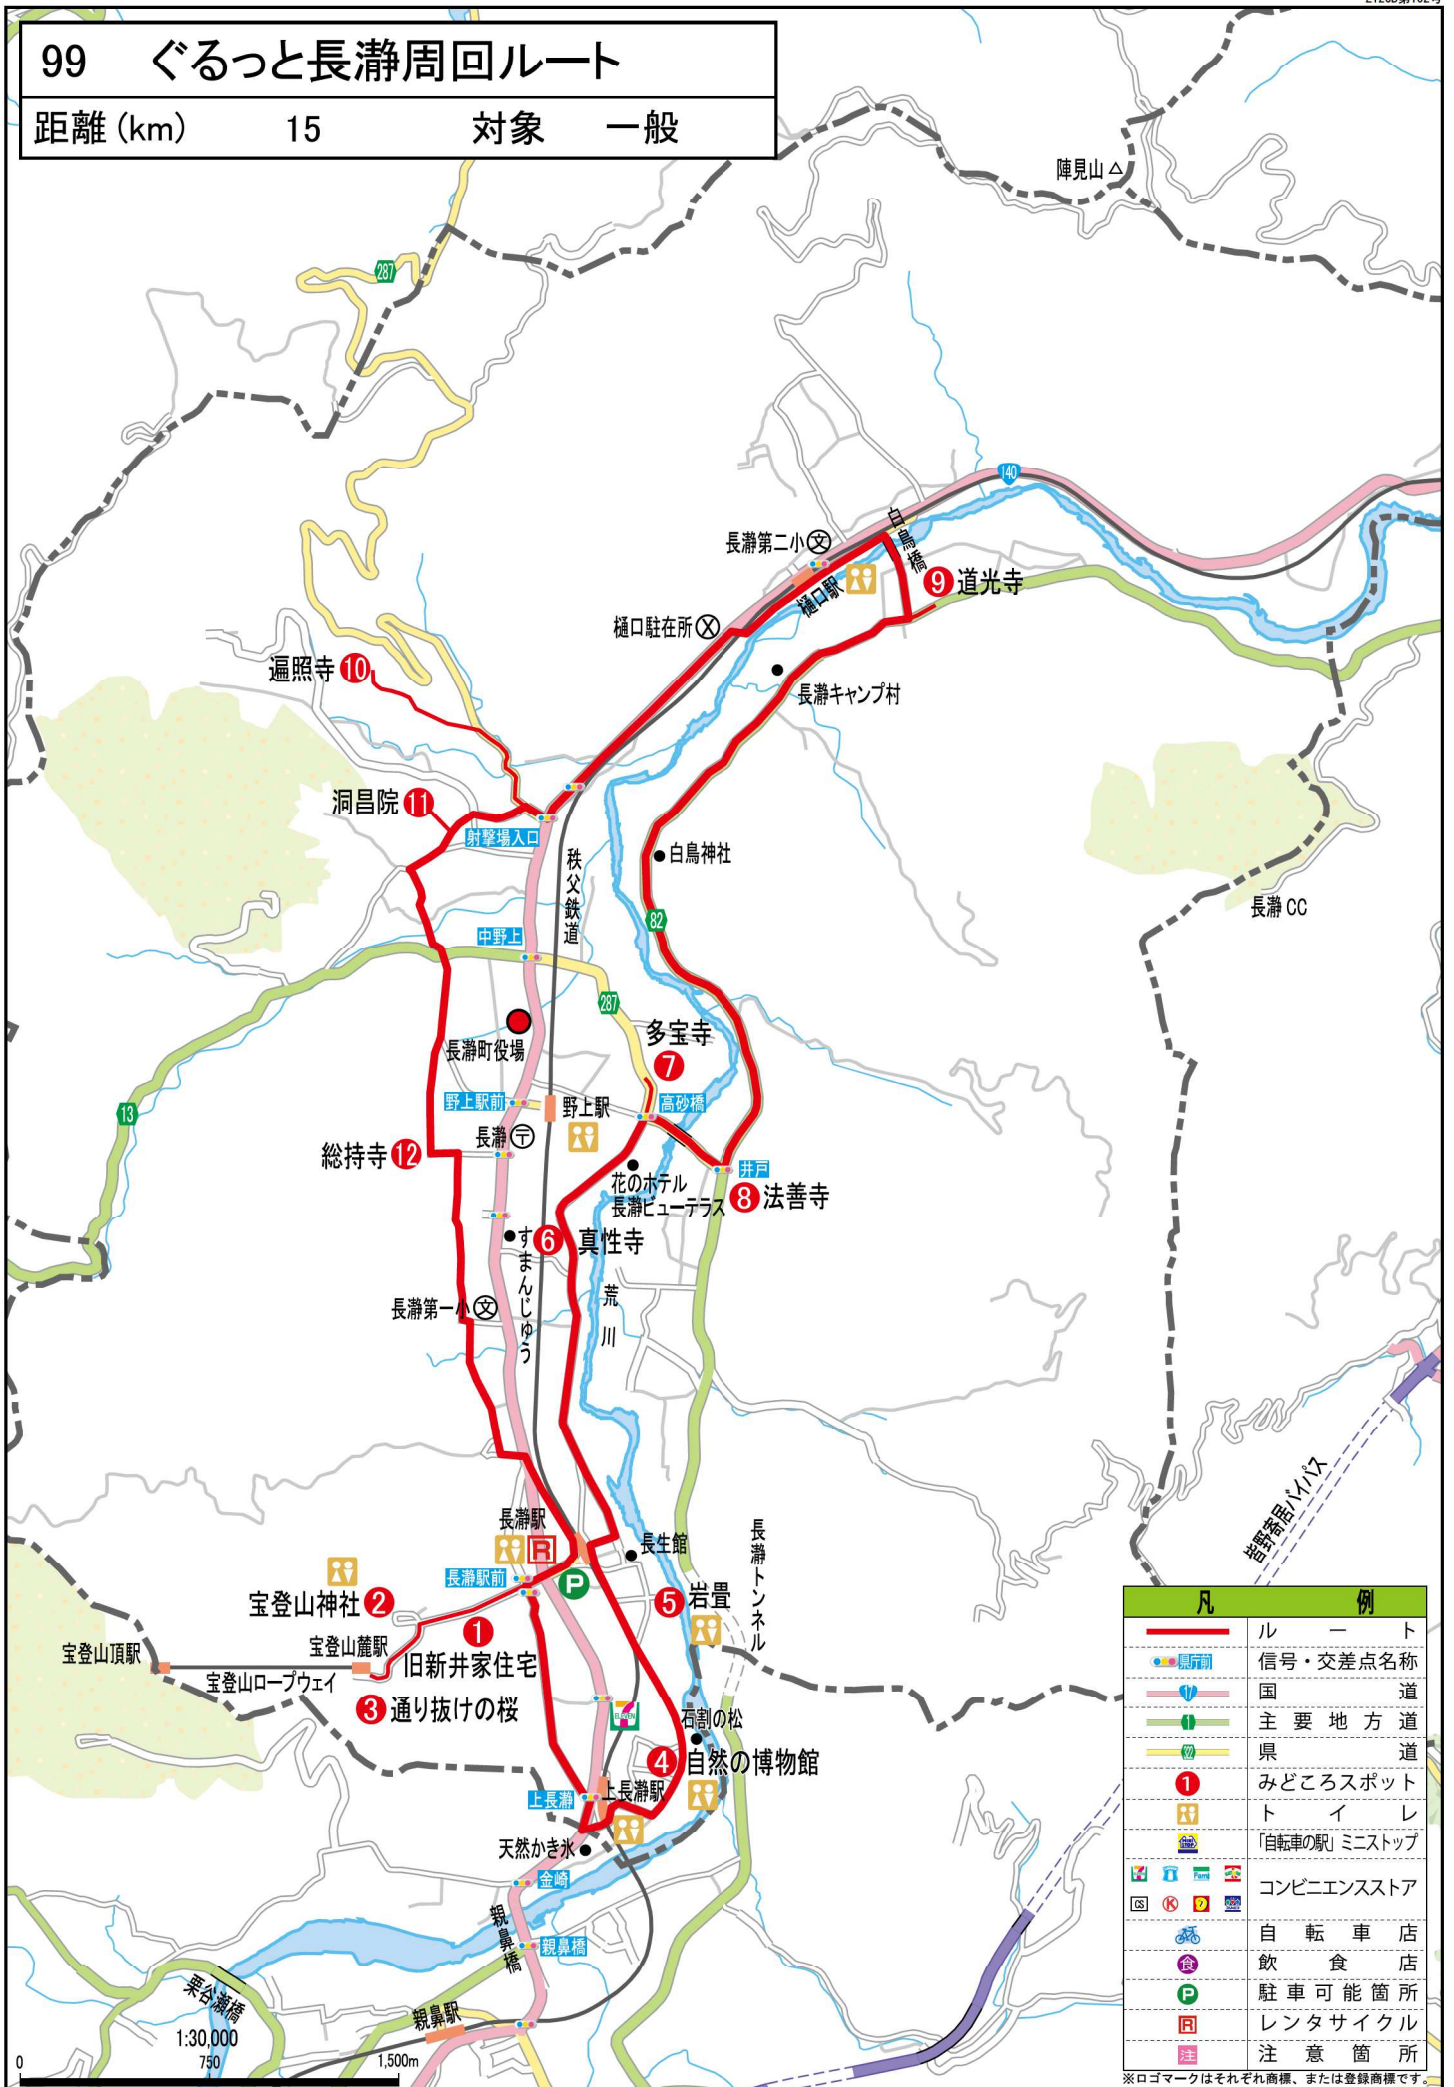 99 ぐるっと長瀞周回ルート
距離(km) 15 対象 一般
陣見山
287
140
白鳥橋
長瀞第二小
文
樋口駅
9 道光寺
樋口駐在所
長瀞キャンプ村
遍照寺 10
洞昌院 11
射撃場入口
秩父鉄道
白鳥神社
82
長瀞CC
中野上
287
多宝寺
7
長瀞町役場
野上駅前
野上駅
高砂橋
13
長瀞
総持寺 12
井戸
花のホテル
長瀞ビューテラス
8 法善寺
6 真性寺
すまんじゅう
荒川
長瀞第一小
文
長瀞駅
R
長生館
長瀞トンネル
皆野寄居バイパス
長瀞駅前
P
宝登山神社 2
5 岩畳
1
旧新井家住宅
宝登山頂駅
宝登山麓駅
宝登山ロープウェイ
3 通り抜けの桜
7
ELEVEN
石割の松
4 自然の博物館
上長瀞
上長瀞駅
天然かき氷
金崎
親鼻橋
親鼻橋
栗谷瀬橋
親鼻駅
1:30,000
0 750 1,500m
凡例
ルート
県庁前 信号・交差点名称
17 国道
1 主要地方道
県道
1 みどころスポット
トイレ
「自転車の駅」ミニストップ
コンビニエンスストア
自転車店
食 飲食店
P 駐車可能箇所
R レンタサイクル
注 注意箇所
※ロゴマークはそれぞれ商標、または登録商標です。